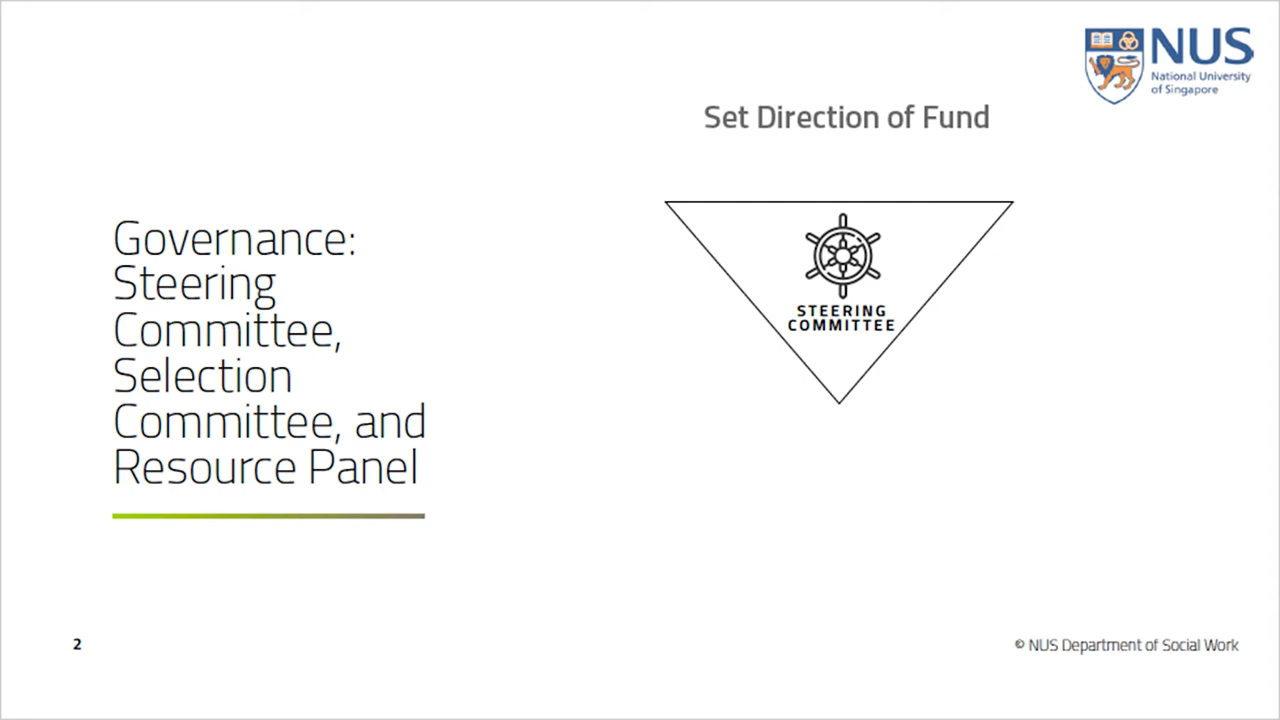 NUS
National University
of Singapore
Set Direction of Fund
Governance:
Steering
Committee,
Selection
Committee, and
Resource Panel
STEERING
COMMITTEE
2
© NUS Department of Social Work